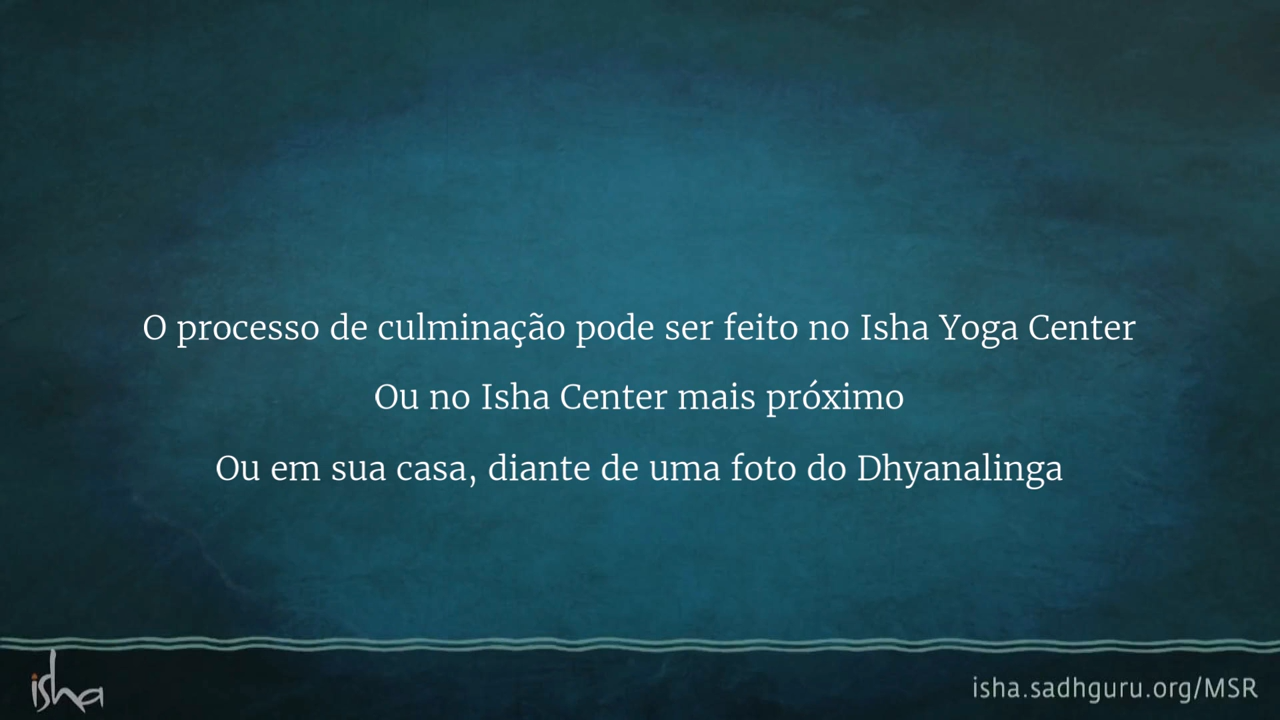 O processo de culminação pode ser feito no Isha Yoga Center
Ou no Isha Center mais próximo
Ou em sua casa, diante de uma foto do Dhyanalinga
isha
isha.sadhguru.org/MSR